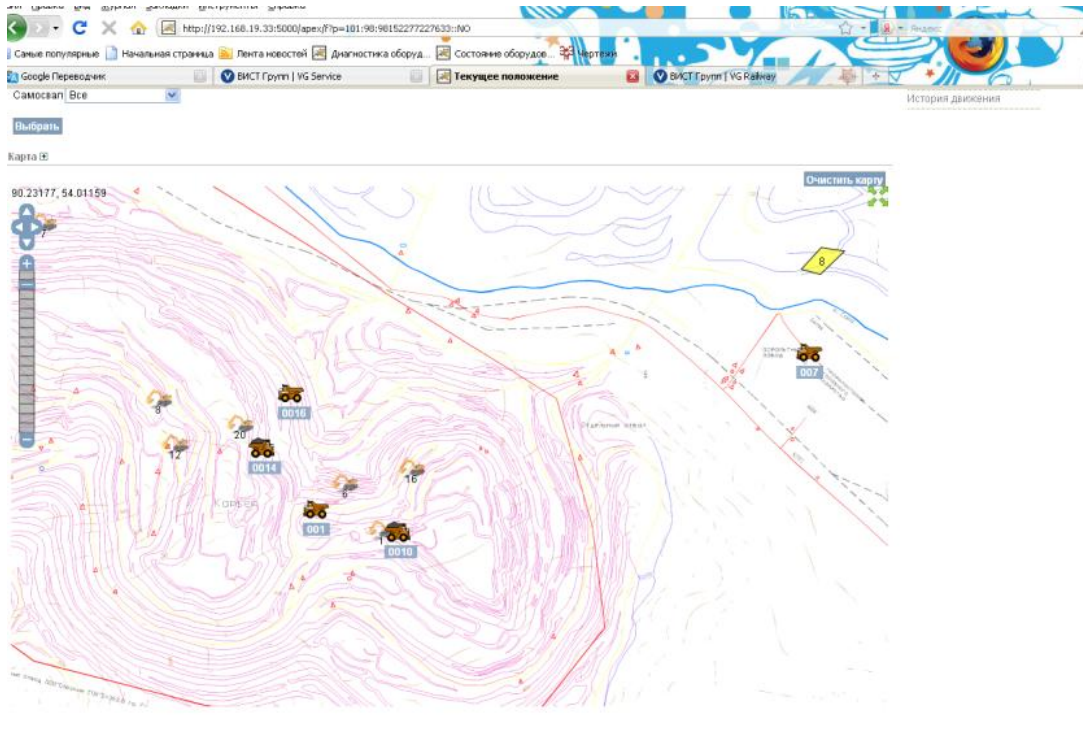 http://192.168.19.33:5000/apex/f?p=101:98:98152277227633::NO
Яндекс
Самые популярные
Начальная страница
Лента новостей
Диагностика оборуд...
Состояние оборудов...
Чертежи
Google Переводчик
ВИСТ Групп | VG Service
Текущее положение
ВИСТ Групп | VG Railway
Самосвал
Все
История движения
Выбрать
Карта
Очистить карту
90.23177, 54.01159
7
8
007
9
0016
20
12
0014
16
6
001
1
0010